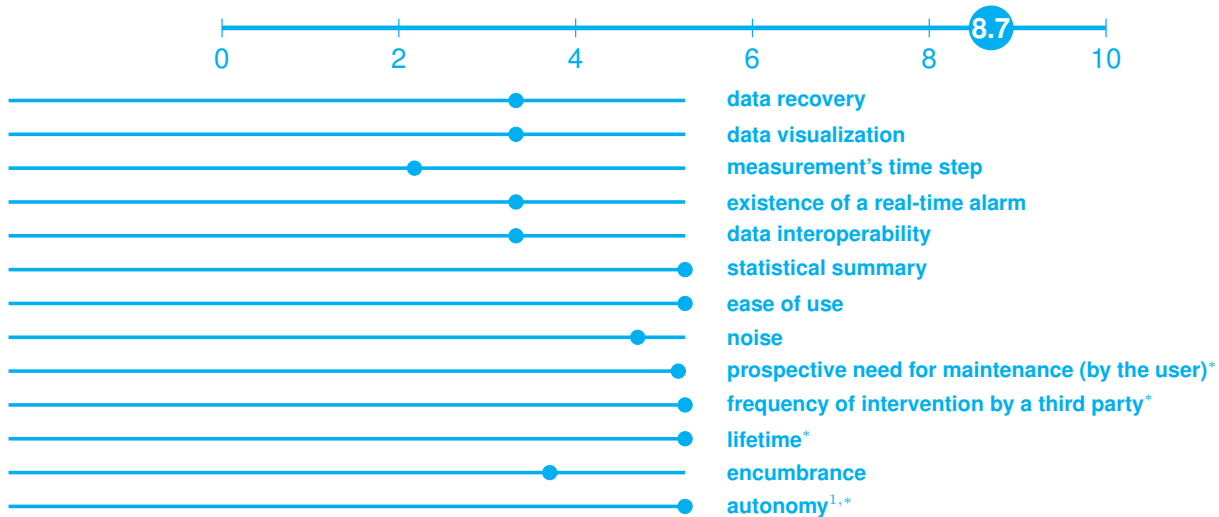 8.7
0 2 4 6 8 10
data recovery
data visualization
measurement's time step
existence of a real-time alarm
data interoperability
statistical summary
ease of use
noise
prospective need for maintenance (by the user)*
frequency of intervention by a third party*
lifetime*
encumbrance
autonomy1,*